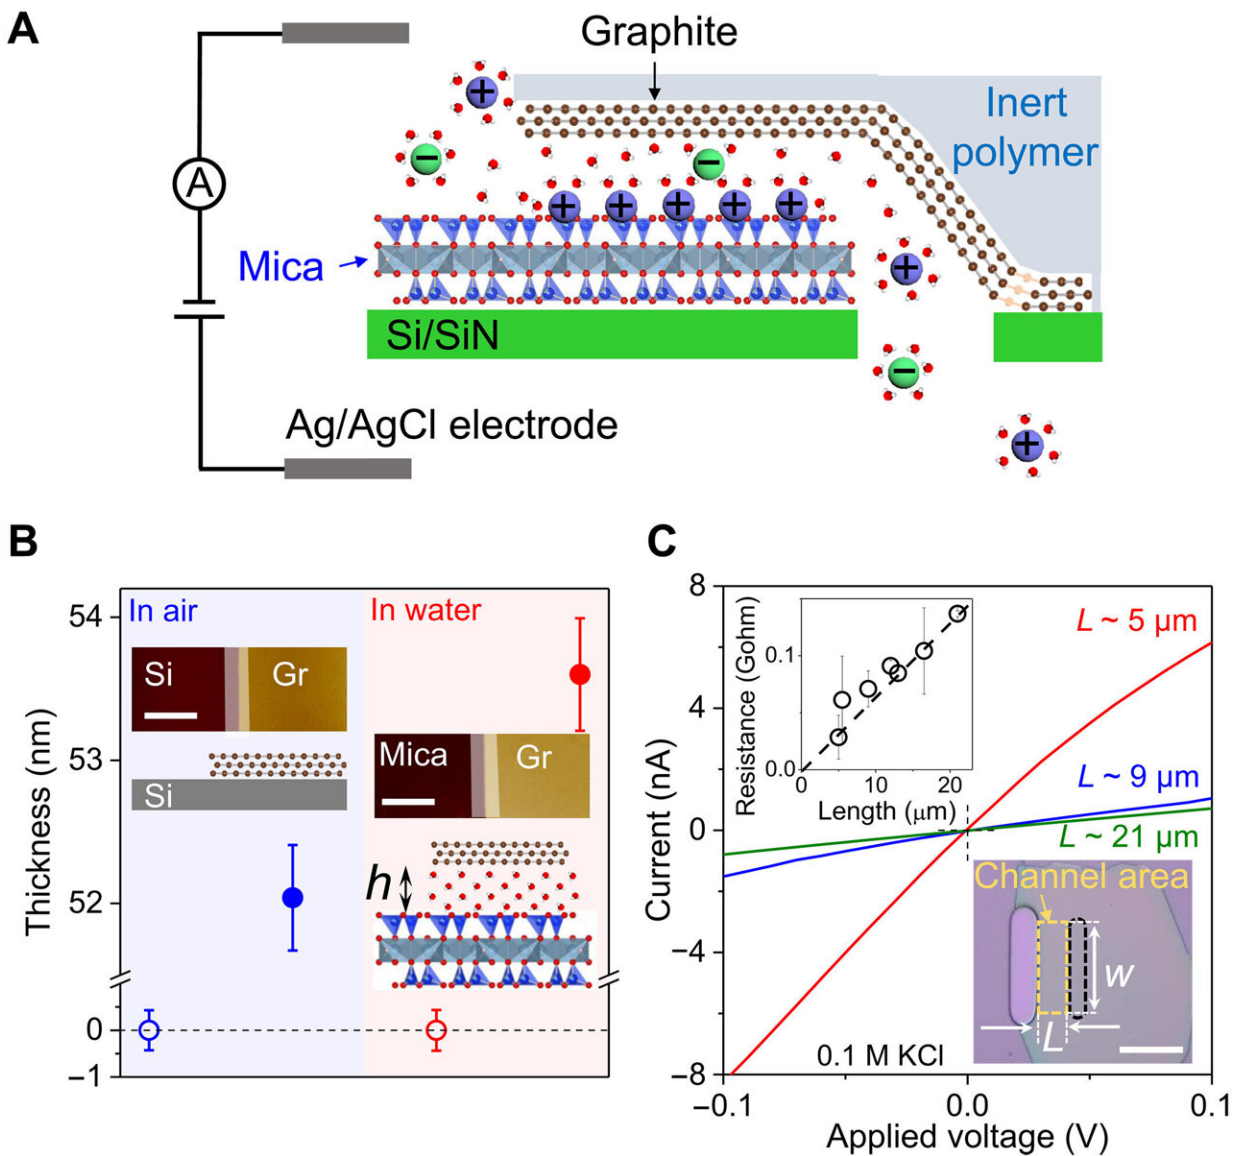 A
Graphite
Inert
polymer
A
+
−
−
+ + + + +
Mica
+
Si/SiN
−
Ag/AgCl electrode
+
B
Thickness (nm)
54
53
52
0
−1
In air
In water
Si Gr
Si
Mica Gr
h
C
Current (nA)
8
4
0
−4
−8
−0.1 0.0 0.1
Applied voltage (V)
L ~ 5 µm
L ~ 9 µm
L ~ 21 µm
Resistance (Gohm)
0.1
0.0
0 10 20
Length (µm)
Channel area
w
L
0.1 M KCl